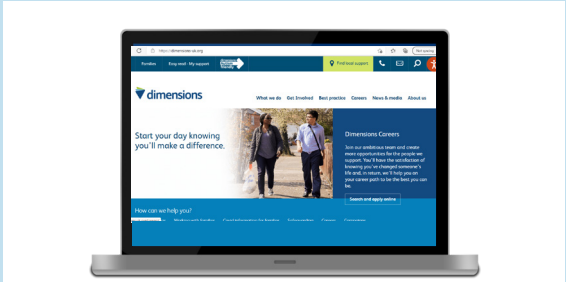 https://dimensions-uk.org
Families Easy read - My support
Find local support
dimensions
What we do Get Involved Best practice Careers News & media About us
Start your day knowing
you'll make a difference.
Dimensions Careers
Join our ambitious team and create
more opportunities for the people we
support. You'll have the satisfaction of
knowing you've changed someone's
life and, in return, we'll help you on
your career path to be the best you can
be.
Search and apply online
How can we help you?